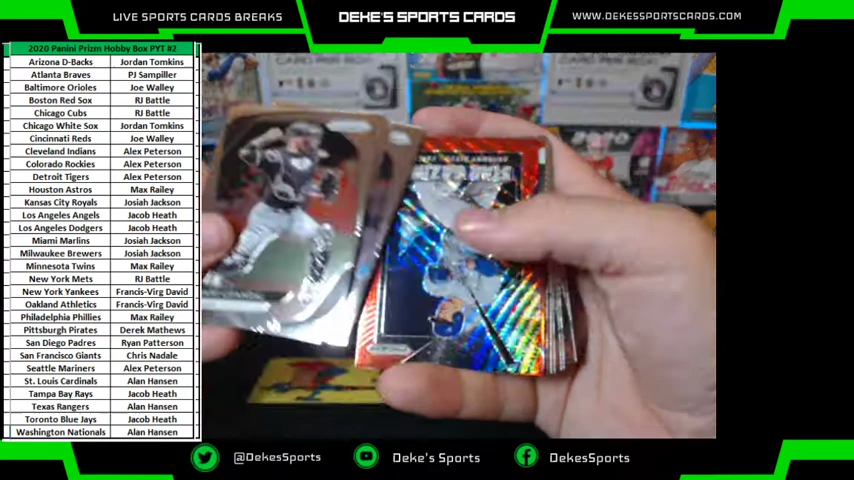 LIVE SPORTS CARDS BREAKS
DEKE'S SPORTS CARDS
WWW.DEKESSPORTSCARDS.COM
2020 Panini Prizm Hobby Box PYT #2
Arizona D-Backs Jordan Tomkins
Atlanta Braves PJ Sampiller
Baltimore Orioles Joe Walley
Boston Red Sox RJ Battle
Chicago Cubs RJ Battle
Chicago White Sox Jordan Tomkins
Cincinnati Reds Joe Walley
Cleveland Indians Alex Peterson
Colorado Rockies Alex Peterson
Detroit Tigers Alex Peterson
Houston Astros Max Railey
Kansas City Royals Josiah Jackson
Los Angeles Angels Jacob Heath
Los Angeles Dodgers Jacob Heath
Miami Marlins Josiah Jackson
Milwaukee Brewers Josiah Jackson
Minnesota Twins Max Railey
New York Mets RJ Battle
New York Yankees Francis-Virg David
Oakland Athletics Francis-Virg David
Philadelphia Phillies Max Railey
Pittsburgh Pirates Derek Mathews
San Diego Padres Ryan Patterson
San Francisco Giants Chris Nadale
Seattle Mariners Alex Peterson
St. Louis Cardinals Alan Hansen
Tampa Bay Rays Jacob Heath
Texas Rangers Alan Hansen
Toronto Blue Jays Jacob Heath
Washington Nationals Alan Hansen
@DekesSports
Deke's Sports
DekesSports